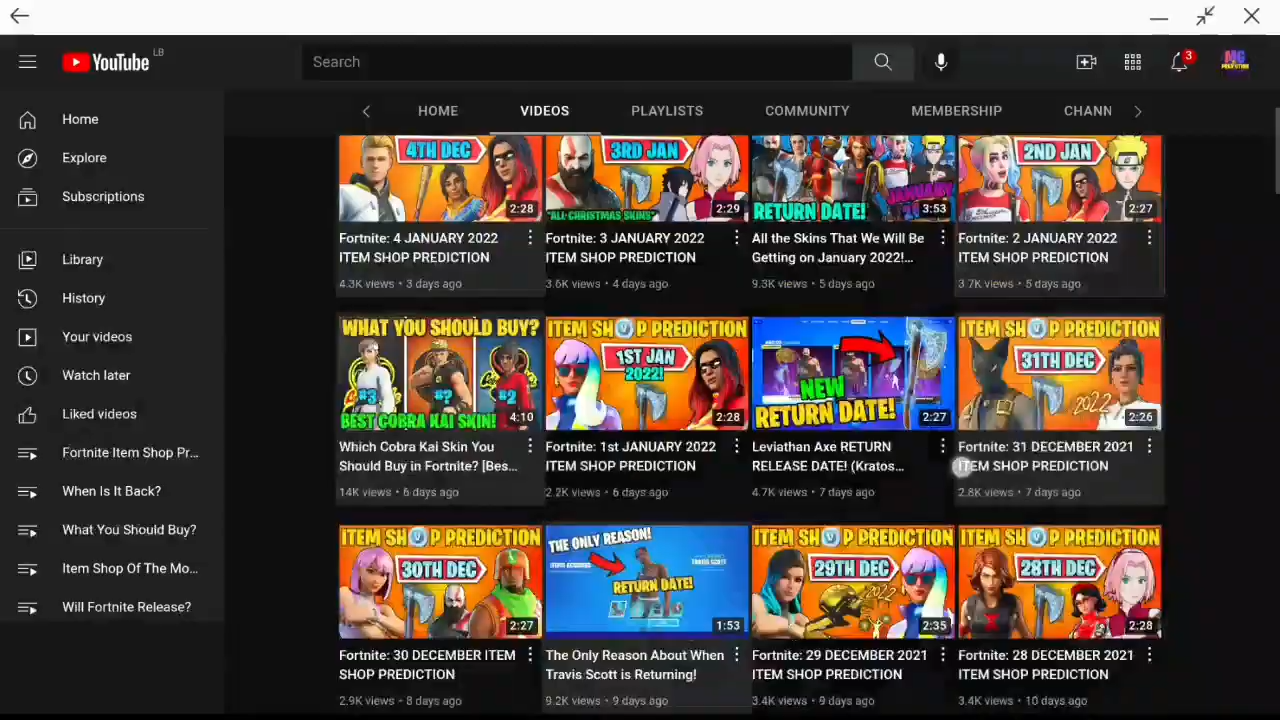 YouTube LB
Search
3
MG
Home
Explore
Subscriptions
Library
History
Your videos
Watch later
Liked videos
Fortnite Item Shop Pr...
When Is It Back?
What You Should Buy?
Item Shop Of The Mo...
Will Fortnite Release?
HOME VIDEOS PLAYLISTS COMMUNITY MEMBERSHIP CHANN
4TH DEC
2:28
Fortnite: 4 JANUARY 2022
ITEM SHOP PREDICTION
4.3K views • 3 days ago
3RD JAN
*ALL CHRISTMAS SKINS*
2:29
Fortnite: 3 JANUARY 2022
ITEM SHOP PREDICTION
3.6K views • 4 days ago
JANUARY
RETURN DATE!
3:53
All the Skins That We Will Be
Getting on January 2022!...
9.3K views • 5 days ago
2ND JAN
2:27
Fortnite: 2 JANUARY 2022
ITEM SHOP PREDICTION
3.7K views • 5 days ago
WHAT YOU SHOULD BUY?
#3 #? #2
BEST COBRA KAI SKIN!
4:10
Which Cobra Kai Skin You
Should Buy in Fortnite? [Bes...
14K views • 6 days ago
ITEM SHOP PREDICTION
1ST JAN
2022!
2:28
Fortnite: 1st JANUARY 2022
ITEM SHOP PREDICTION
2.2K views • 6 days ago
NEW
RETURN DATE!
2:27
Leviathan Axe RETURN
RELEASE DATE! (Kratos...
4.7K views • 7 days ago
ITEM SHOP PREDICTION
31TH DEC
2022
2:26
Fortnite: 31 DECEMBER 2021
ITEM SHOP PREDICTION
2.8K views • 7 days ago
ITEM SHOP PREDICTION
30TH DEC
2:27
Fortnite: 30 DECEMBER ITEM
SHOP PREDICTION
2.9K views • 8 days ago
THE ONLY REASON!
TRAVIS SCOTT
RETURN DATE!
1:53
The Only Reason About When
Travis Scott is Returning!
9.2K views • 9 days ago
ITEM SHOP PREDICTION
29TH DEC
2022
2:35
Fortnite: 29 DECEMBER 2021
ITEM SHOP PREDICTION
3.4K views • 9 days ago
ITEM SHOP PREDICTION
28TH DEC
2:28
Fortnite: 28 DECEMBER 2021
ITEM SHOP PREDICTION
3.4K views • 10 days ago